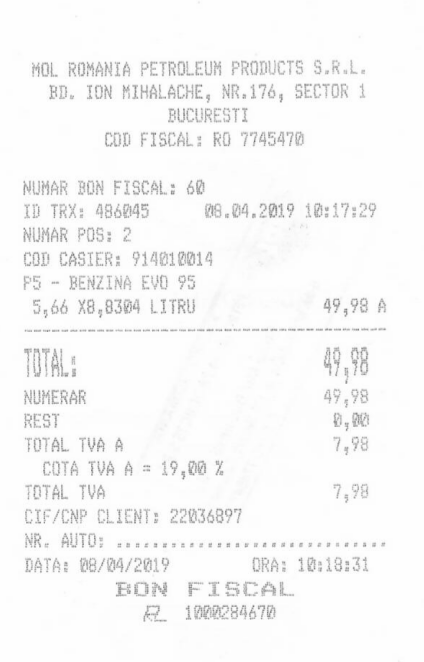 MOL ROMANIA PETROLEUM PRODUCTS S.R.L.
BD. ION MIHALACHE, NR.176, SECTOR 1
BUCURESTI
COD FISCAL: RO 7745470
NUMAR BON FISCAL: 60
ID TRX: 486045 08.04.2019 10:17:29
NUMAR POS: 2
COD CASIER: 914010014
P5 - BENZINA EVO 95
5,66 X8,8304 LITRU 49,98 A
TOTAL: 49,98
NUMERAR 49,98
REST 0,00
TOTAL TVA A 7,98
COTA TVA A = 19,00 %
TOTAL TVA 7,98
CIF/CNP CLIENT: 22036897
NR. AUTO: ..............................
DATA: 08/04/2019 ORA: 10:18:31
BON FISCAL
1000284670